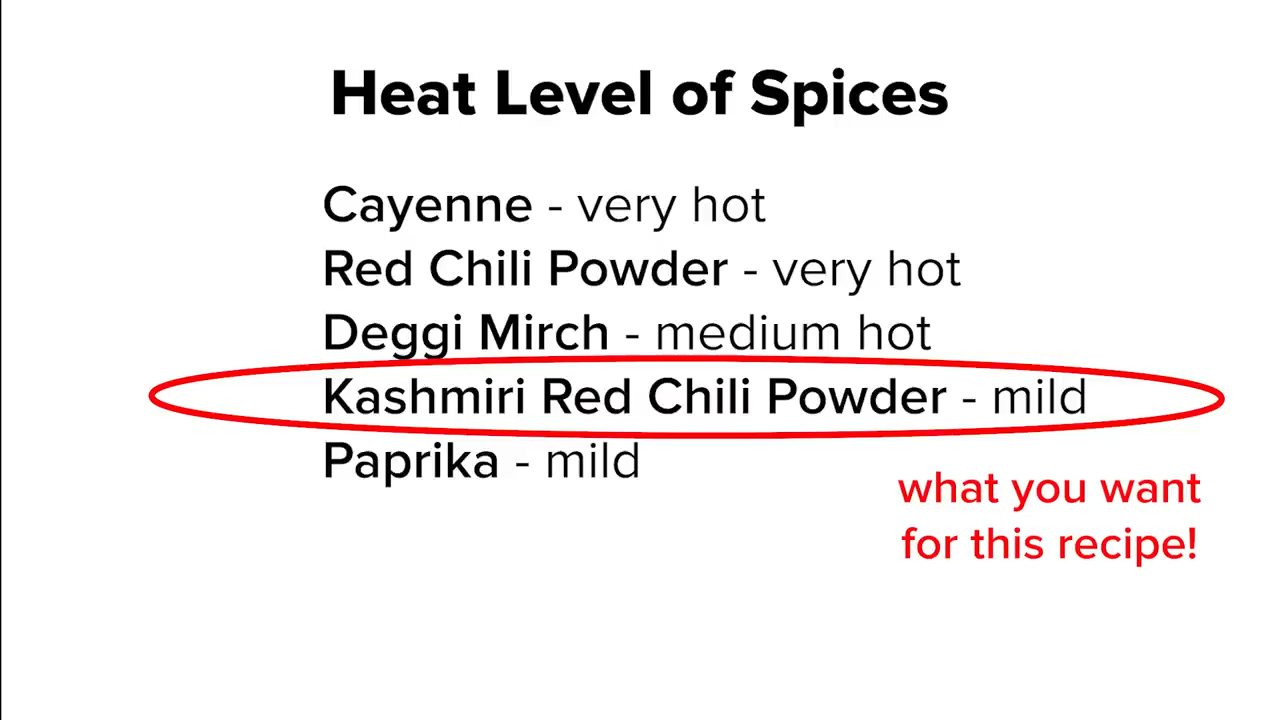 Heat Level of Spices
Cayenne - very hot
Red Chili Powder - very hot
Deggi Mirch - medium hot
Kashmiri Red Chili Powder - mild
Paprika - mild
what you want
for this recipe!